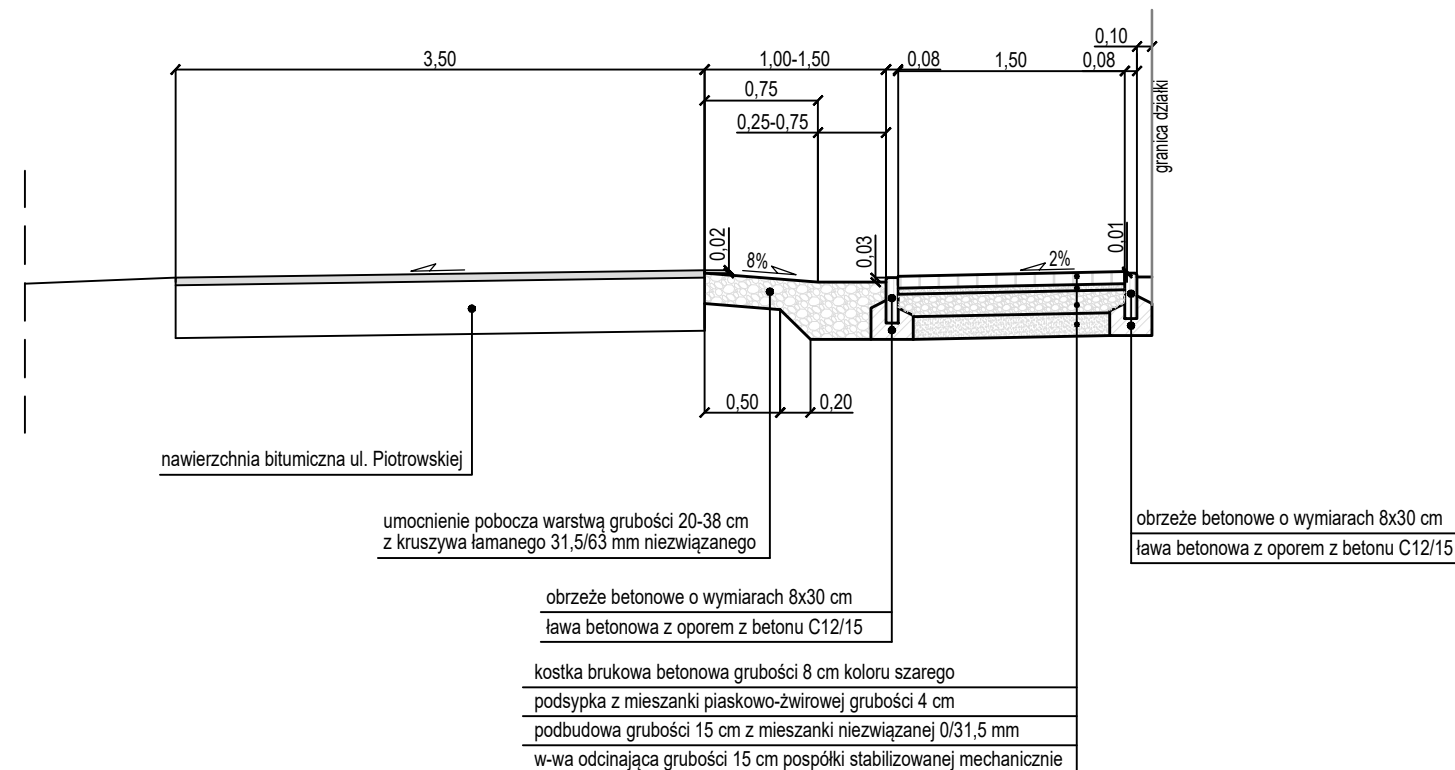 0,10
3,50
1,00-1,50
0,08
1,50
0,08
0,75
0,25-0,75
granica działki
0,02
8%
0,03
2%
0,01
0,50
0,20
nawierzchnia bitumiczna ul. Piotrowskiej
umocnienie pobocza warstwą grubości 20-38 cm
z kruszywa łamanego 31,5/63 mm niezwiązanego
obrzeże betonowe o wymiarach 8x30 cm
ława betonowa z oporem z betonu C12/15
obrzeże betonowe o wymiarach 8x30 cm
ława betonowa z oporem z betonu C12/15
kostka brukowa betonowa grubości 8 cm koloru szarego
podsypka z mieszanki piaskowo-żwirowej grubości 4 cm
podbudowa grubości 15 cm z mieszanki niezwiązanej 0/31,5 mm
w-wa odcinająca grubości 15 cm pospółki stabilizowanej mechanicznie